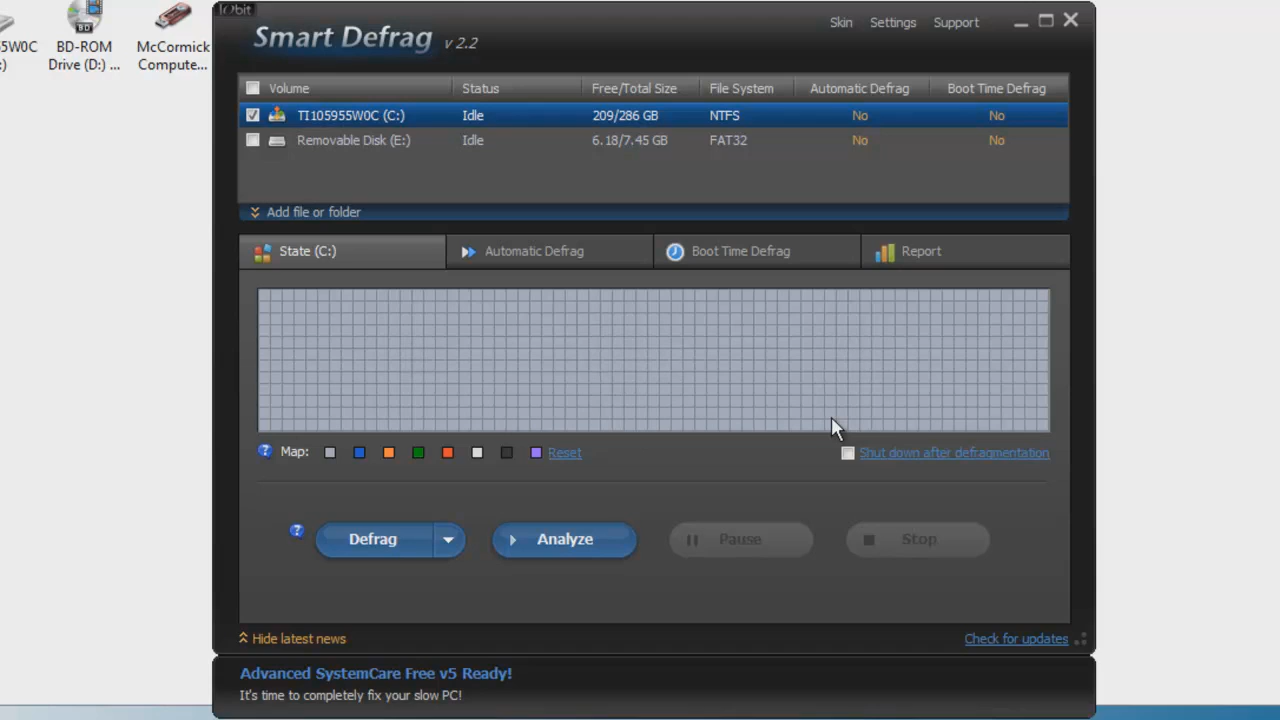 55W0C
:)
BD-ROM
Drive (D:) ...
McCormick
Compute...
IObit
Smart Defrag v 2.2
Skin Settings Support
Volume Status Free/Total Size File System Automatic Defrag Boot Time Defrag
TI105955W0C (C:) Idle 209/286 GB NTFS No No
Removable Disk (E:) Idle 6.18/7.45 GB FAT32 No No
Add file or folder
State (C:) Automatic Defrag Boot Time Defrag Report
? Map: Reset Shut down after defragmentation
? Defrag Analyze Pause Stop
Hide latest news Check for updates
Advanced SystemCare Free v5 Ready!
It's time to completely fix your slow PC!